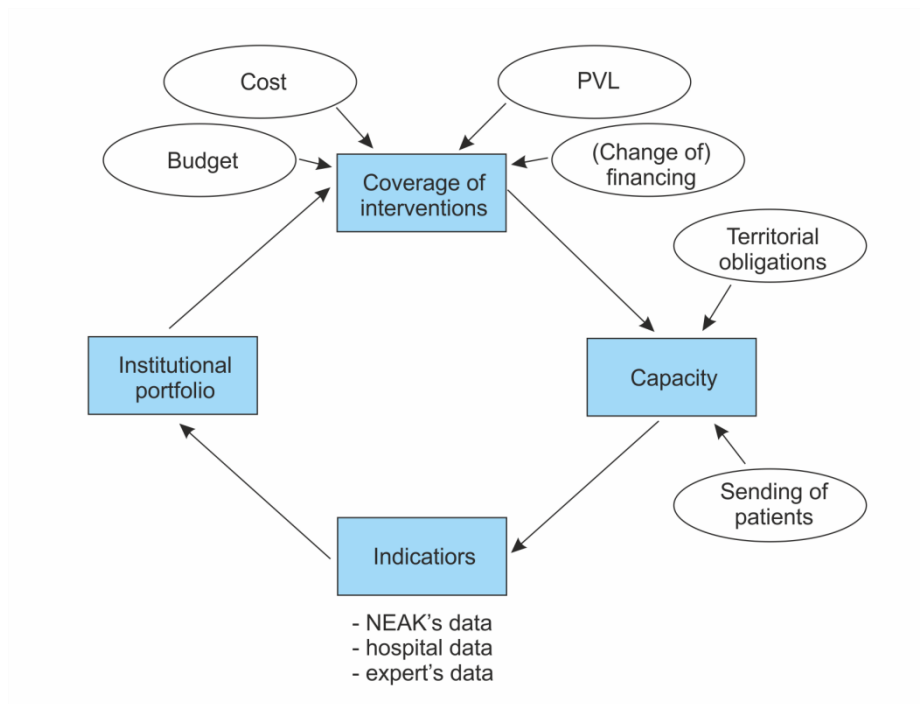 Cost
PVL
Budget
(Change of)
financing
Coverage of
interventions
Territorial
obligations
Institutional
portfolio
Capacity
Sending of
patients
Indicatiors
- NEAK's data
- hospital data
- expert's data